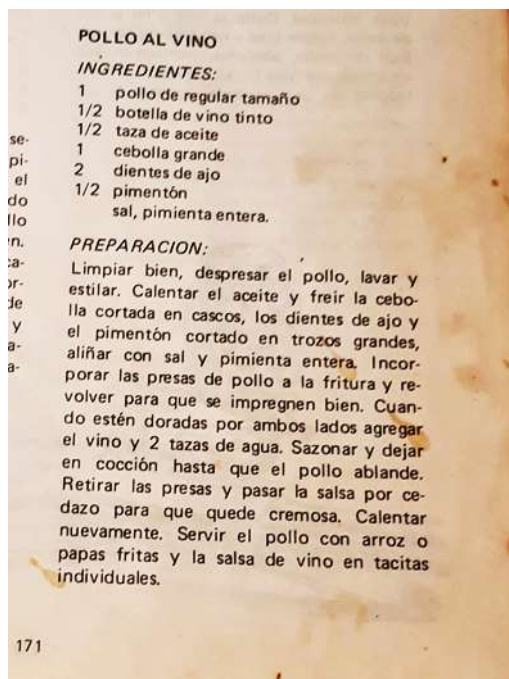 POLLO AL VINO
INGREDIENTES:
1 pollo de regular tamaño
1/2 botella de vino tinto
1/2 taza de aceite
1 cebolla grande
2 dientes de ajo
1/2 pimentón
sal, pimienta entera.
PREPARACION:
Limpiar bien, despresar el pollo, lavar y
estilar. Calentar el aceite y freir la cebo-
lla cortada en cascos, los dientes de ajo y
el pimentón cortado en trozos grandes,
aliñar con sal y pimienta entera. Incor-
porar las presas de pollo a la fritura y re-
volver para que se impregnen bien. Cuan-
do estén doradas por ambos lados agregar
el vino y 2 tazas de agua. Sazonar y dejar
en cocción hasta que el pollo ablande.
Retirar las presas y pasar la salsa por ce-
dazo para que quede cremosa. Calentar
nuevamente. Servir el pollo con arroz o
papas fritas y la salsa de vino en tacitas
individuales.
171